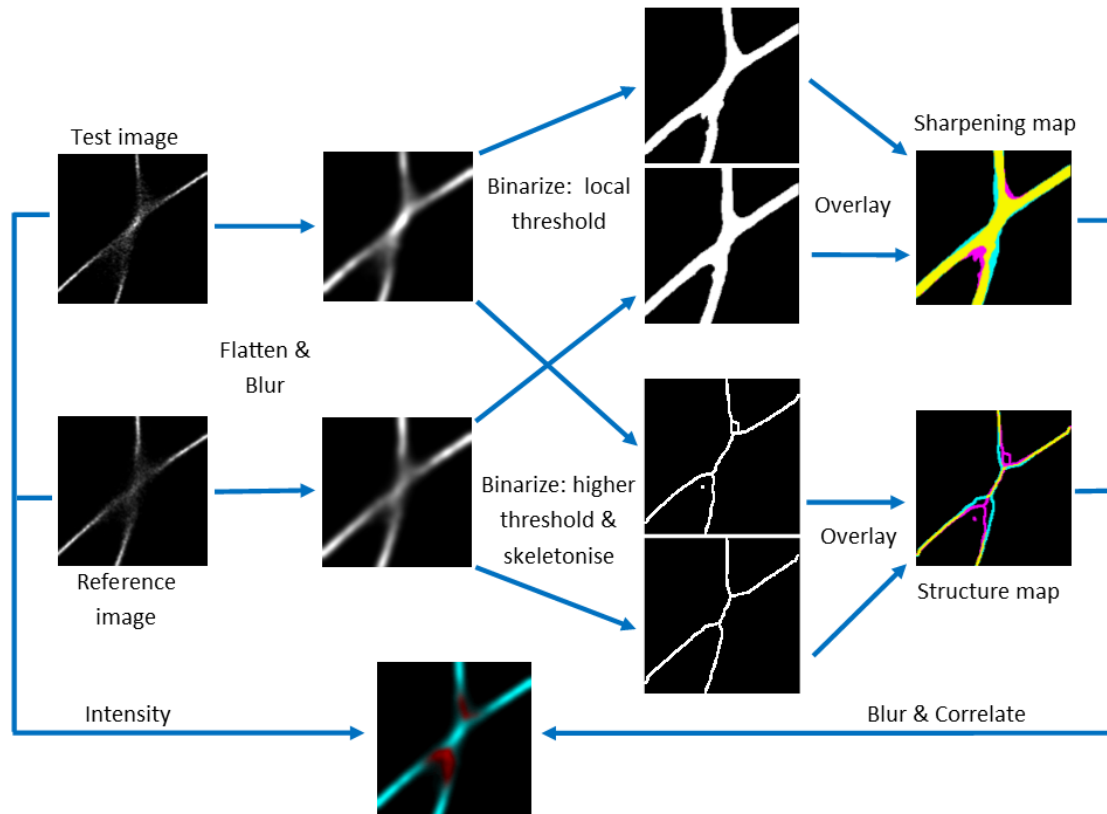 Test image
Sharpening map
Binarize:  local
threshold
Overlay
Flatten &
Blur
Binarize: higher
threshold &
skeletonise
Overlay
Reference
image
Structure map
Intensity
Blur & Correlate